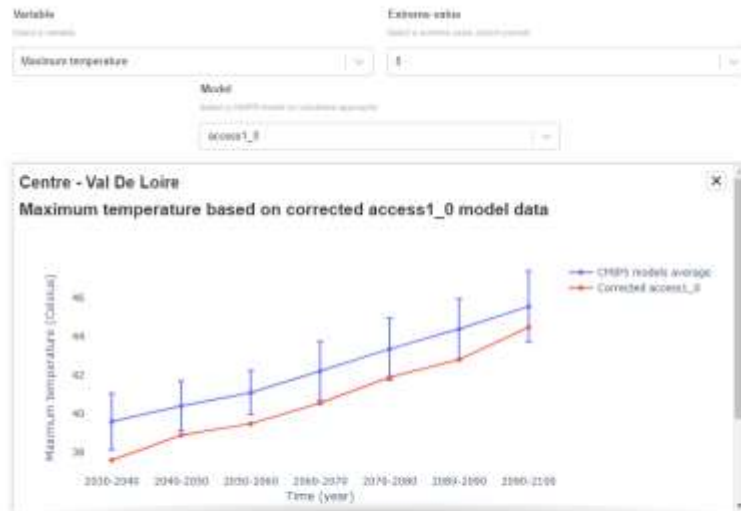 Variable
Extreme value
Maximum temperature
Model
access1_0
Centre - Val De Loire
Maximum temperature based on corrected access1_0 model data
CMIP5 models average
Corrected access1_0
Maximum temperature (Celsius)
46
44
42
40
38
2030-2040 2040-2050 2050-2060 2060-2070 2070-2080 2080-2090 2090-2100
Time (year)